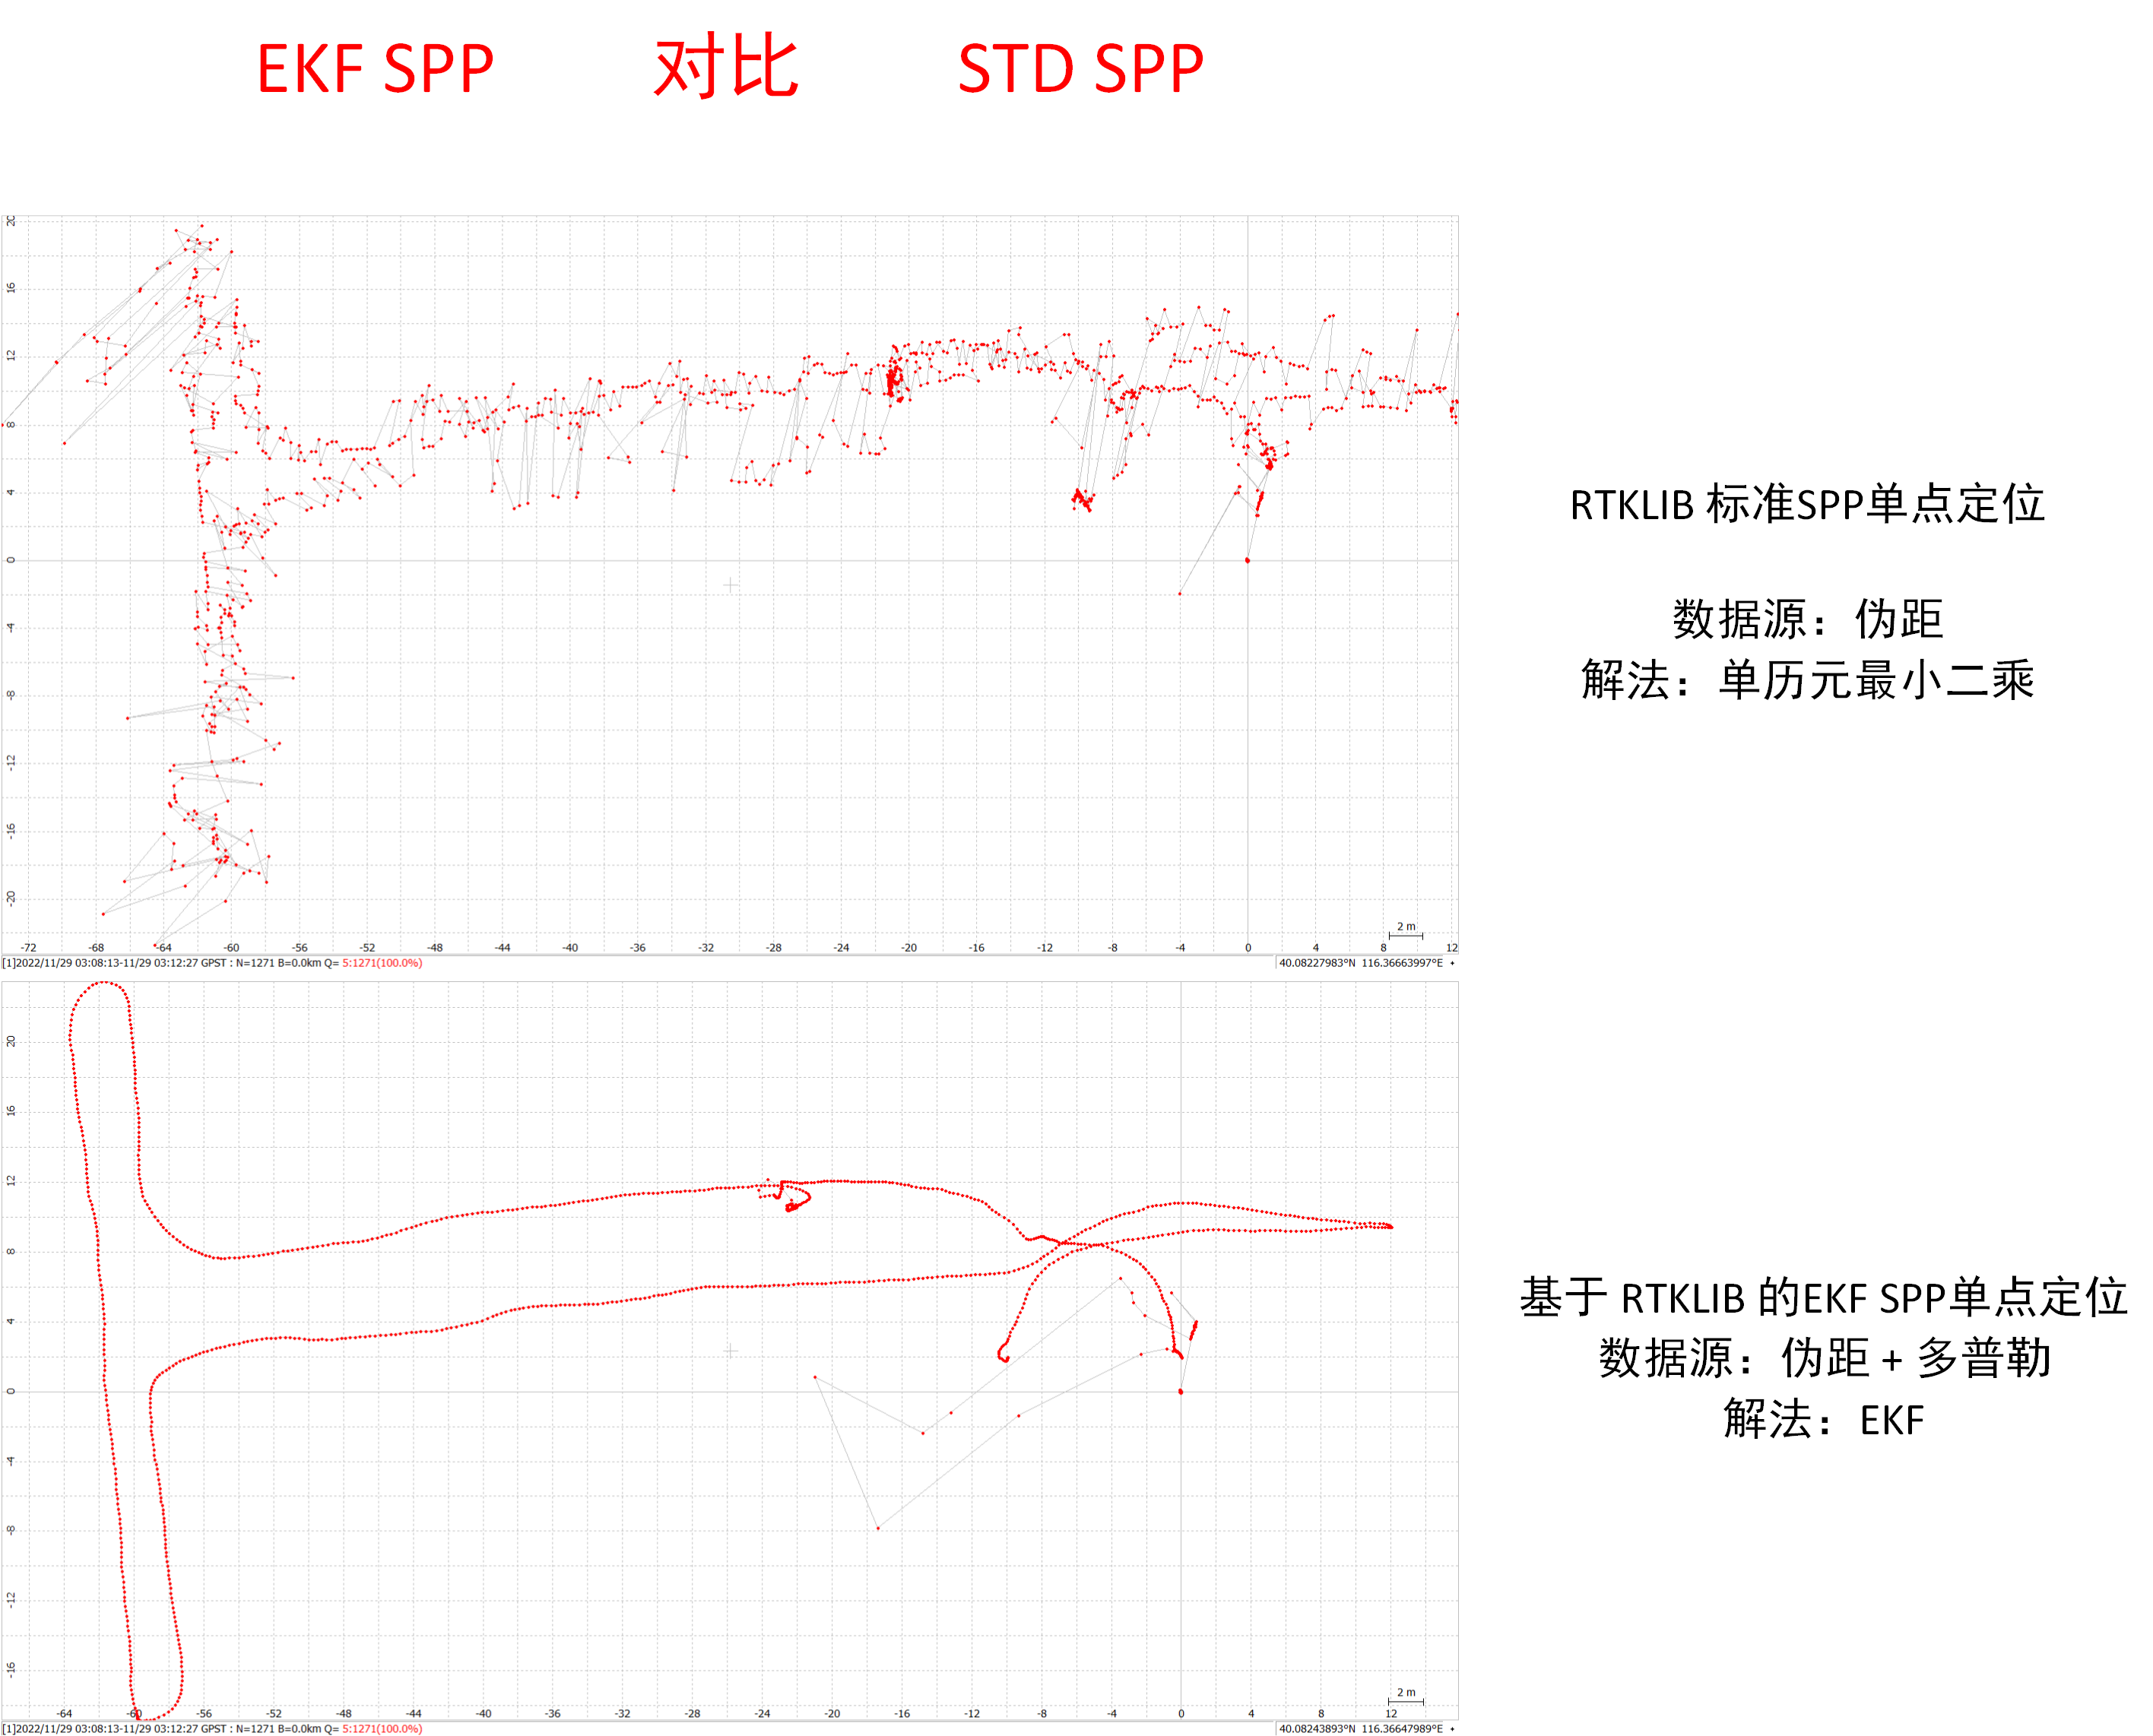 EKF SPP 对比 STD SPP
20
16
12
8
4
0
-4
-8
-12
-16
-20
-72 -68 -64 -60 -56 -52 -48 -44 -40 -36 -32 -28 -24 -20 -16 -12 -8 -4 0 4 8 12
2 m
[1]2022/11/29 03:08:13-11/29 03:12:27 GPST : N=1271 B=0.0km Q= 5:1271(100.0%)
40.08227983°N 116.36663997°E
RTKLIB 标准SPP单点定位
数据源：伪距
解法：单历元最小二乘
20
16
12
8
4
0
-4
-8
-12
-16
-64 -60 -56 -52 -48 -44 -40 -36 -32 -28 -24 -20 -16 -12 -8 -4 0 4 8 12
2 m
[1]2022/11/29 03:08:13-11/29 03:12:27 GPST : N=1271 B=0.0km Q= 5:1271(100.0%)
40.08243893°N 116.36647989°E
基于 RTKLIB 的EKF SPP单点定位
数据源：伪距 + 多普勒
解法：EKF